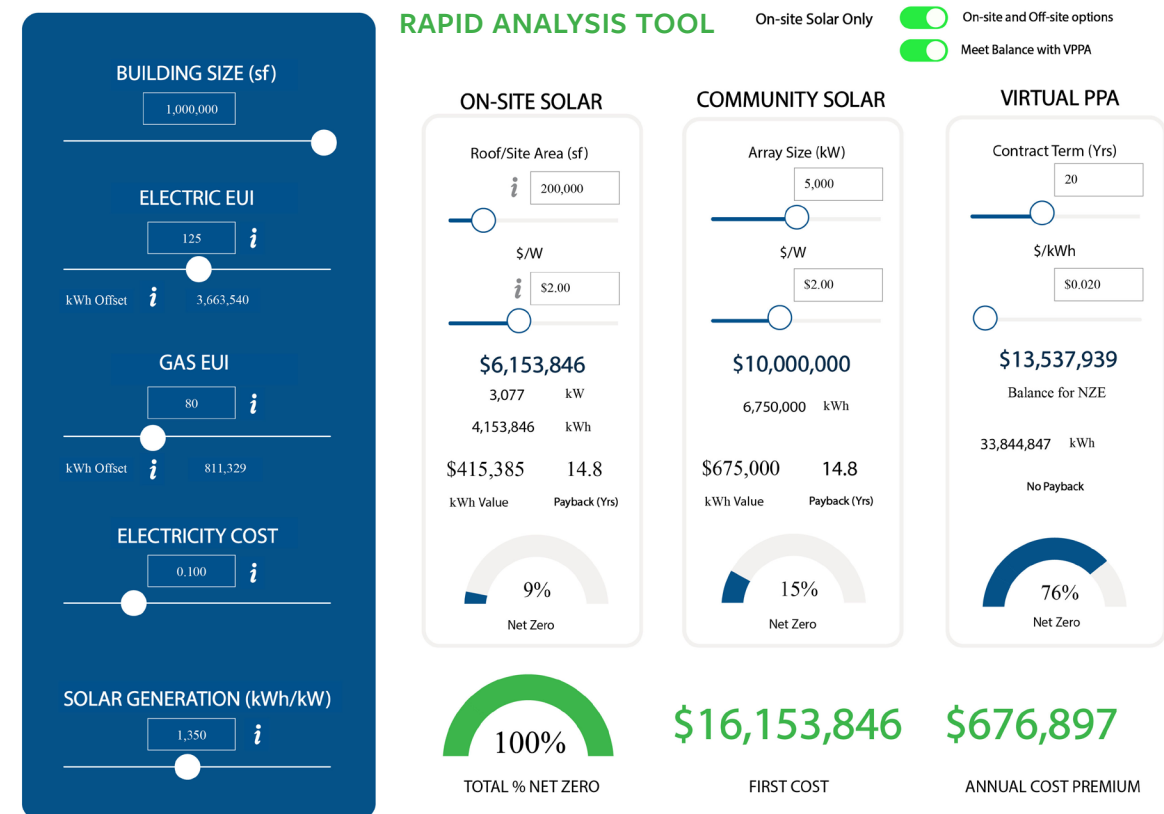 RAPID ANALYSIS TOOL
On-site Solar Only
On-site and Off-site options
Meet Balance with VPPA
BUILDING SIZE (sf)
1,000,000
ELECTRIC EUI
125 i
kWh Offset i 3,663,540
GAS EUI
80 i
kWh Offset i 811,329
ELECTRICITY COST
0.100 i
SOLAR GENERATION (kWh/kW)
1,350 i
ON-SITE SOLAR
Roof/Site Area (sf)
i 200,000
$/W
i $2.00
$6,153,846
3,077 kW
4,153,846 kWh
$415,385 14.8
kWh Value Payback (Yrs)
9%
Net Zero
COMMUNITY SOLAR
Array Size (kW)
5,000
$/W
$2.00
$10,000,000
6,750,000 kWh
$675,000 14.8
kWh Value Payback (Yrs)
15%
Net Zero
VIRTUAL PPA
Contract Term (Yrs)
20
$/kWh
$0.020
$13,537,939
Balance for NZE
33,844,847 kWh
No Payback
76%
Net Zero
100%
TOTAL % NET ZERO
$16,153,846
FIRST COST
$676,897
ANNUAL COST PREMIUM